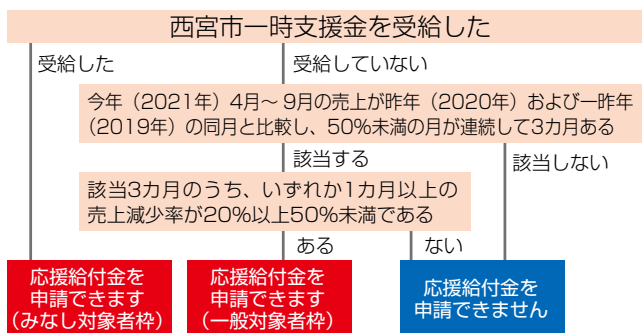 西宮市一時支援金を受給した
受給した
受給していない
今年（2021年）4月～9月の売上が昨年（2020年）および一昨年
（2019年）の同月と比較し、50％未満の月が連続して3カ月ある
該当する
該当しない
該当3カ月のうち、いずれか1カ月以上の
売上減少率が20％以上50％未満である
ある
ない
応援給付金を
申請できます
（みなし対象者枠）
応援給付金を
申請できます
（一般対象者枠）
応援給付金を
申請できません